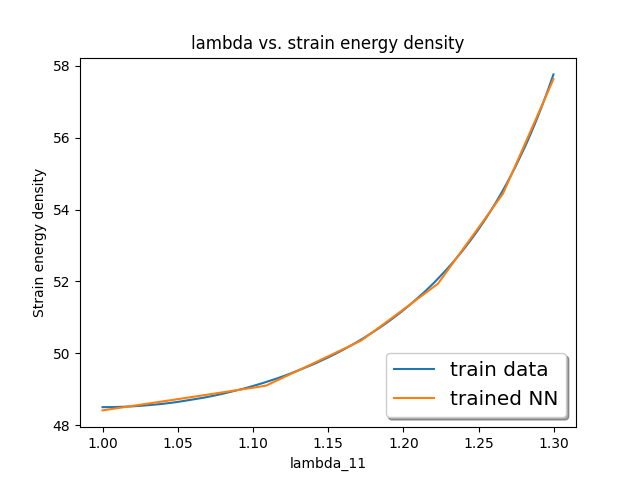 lambda vs. strain energy density
58
56
54
52
50
48
Strain energy density
1.00 1.05 1.10 1.15 1.20 1.25 1.30
lambda_11
train data
trained NN